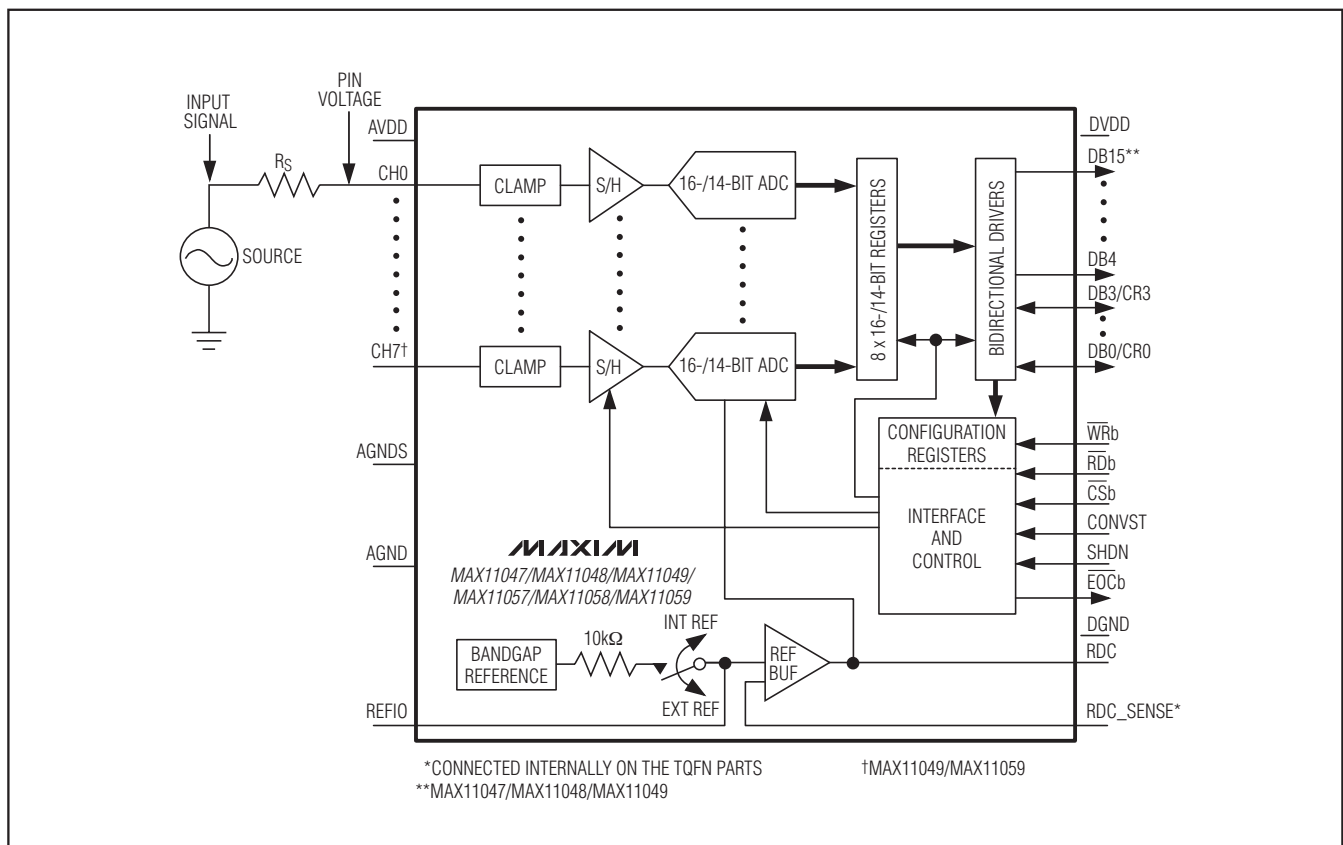 INPUT
SIGNAL
PIN
VOLTAGE
RS
SOURCE
AVDD
CH0
CH7†
AGNDS
AGND
REFIO
CLAMP
S/H
16-/14-BIT ADC
CLAMP
S/H
16-/14-BIT ADC
8 x 16-/14-BIT REGISTERS
BIDIRECTIONAL DRIVERS
CONFIGURATION
REGISTERS
INTERFACE
AND
CONTROL
MAXIM
MAX11047/MAX11048/MAX11049/
MAX11057/MAX11058/MAX11059
BANDGAP
REFERENCE
10kΩ
INT REF
EXT REF
REF
BUF
DVDD
DB15**
DB4
DB3/CR3
DB0/CR0
WRb
RDb
CSb
CONVST
SHDN
EOCb
DGND
RDC
RDC_SENSE*
*CONNECTED INTERNALLY ON THE TQFN PARTS
†MAX11049/MAX11059
**MAX11047/MAX11048/MAX11049